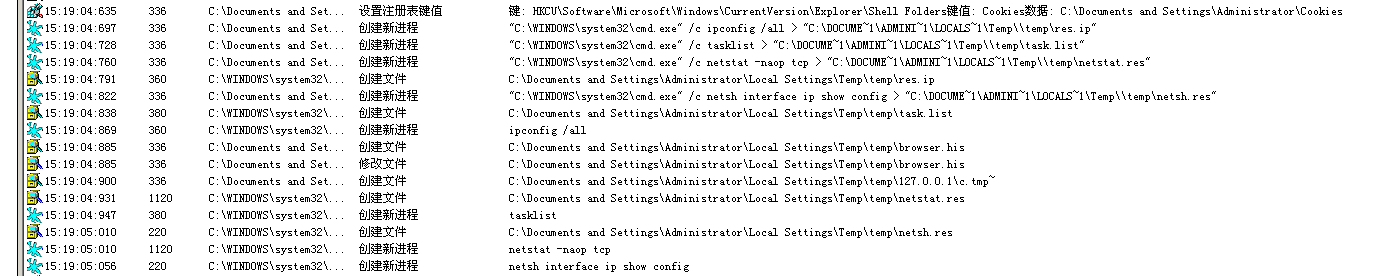 15:19:04:635 336 C:\Documents and Set... 设置注册表键值 键: HKCU\Software\Microsoft\Windows\CurrentVersion\Explorer\Shell Folders键值: Cookies数据: C:\Documents and Settings\Administrator\Cookies
15:19:04:697 336 C:\Documents and Set... 创建新进程 "C:\WINDOWS\system32\cmd.exe" /c ipconfig /all > "C:\DOCUME~1\ADMINI~1\LOCALS~1\Temp\\temp\res.ip"
15:19:04:728 336 C:\Documents and Set... 创建新进程 "C:\WINDOWS\system32\cmd.exe" /c tasklist > "C:\DOCUME~1\ADMINI~1\LOCALS~1\Temp\\temp\task.list"
15:19:04:760 336 C:\Documents and Set... 创建新进程 "C:\WINDOWS\system32\cmd.exe" /c netstat -naop tcp > "C:\DOCUME~1\ADMINI~1\LOCALS~1\Temp\\temp\netstat.res"
15:19:04:791 360 C:\WINDOWS\system32\... 创建文件 C:\Documents and Settings\Administrator\Local Settings\Temp\temp\res.ip
15:19:04:822 336 C:\Documents and Set... 创建新进程 "C:\WINDOWS\system32\cmd.exe" /c netsh interface ip show config > "C:\DOCUME~1\ADMINI~1\LOCALS~1\Temp\\temp\netsh.res"
15:19:04:838 380 C:\WINDOWS\system32\... 创建文件 C:\Documents and Settings\Administrator\Local Settings\Temp\temp\task.list
15:19:04:869 360 C:\WINDOWS\system32\... 创建新进程 ipconfig /all
15:19:04:885 336 C:\Documents and Set... 创建文件 C:\Documents and Settings\Administrator\Local Settings\Temp\temp\browser.his
15:19:04:885 336 C:\Documents and Set... 修改文件 C:\Documents and Settings\Administrator\Local Settings\Temp\temp\browser.his
15:19:04:900 336 C:\Documents and Set... 创建文件 C:\Documents and Settings\Administrator\Local Settings\Temp\temp\127.0.0.1\c.tmp~
15:19:04:931 1120 C:\WINDOWS\system32\... 创建文件 C:\Documents and Settings\Administrator\Local Settings\Temp\temp\netstat.res
15:19:04:947 380 C:\WINDOWS\system32\... 创建新进程 tasklist
15:19:05:010 220 C:\WINDOWS\system32\... 创建文件 C:\Documents and Settings\Administrator\Local Settings\Temp\temp\netsh.res
15:19:05:010 1120 C:\WINDOWS\system32\... 创建新进程 netstat -naop tcp
15:19:05:056 220 C:\WINDOWS\system32\... 创建新进程 netsh interface ip show config